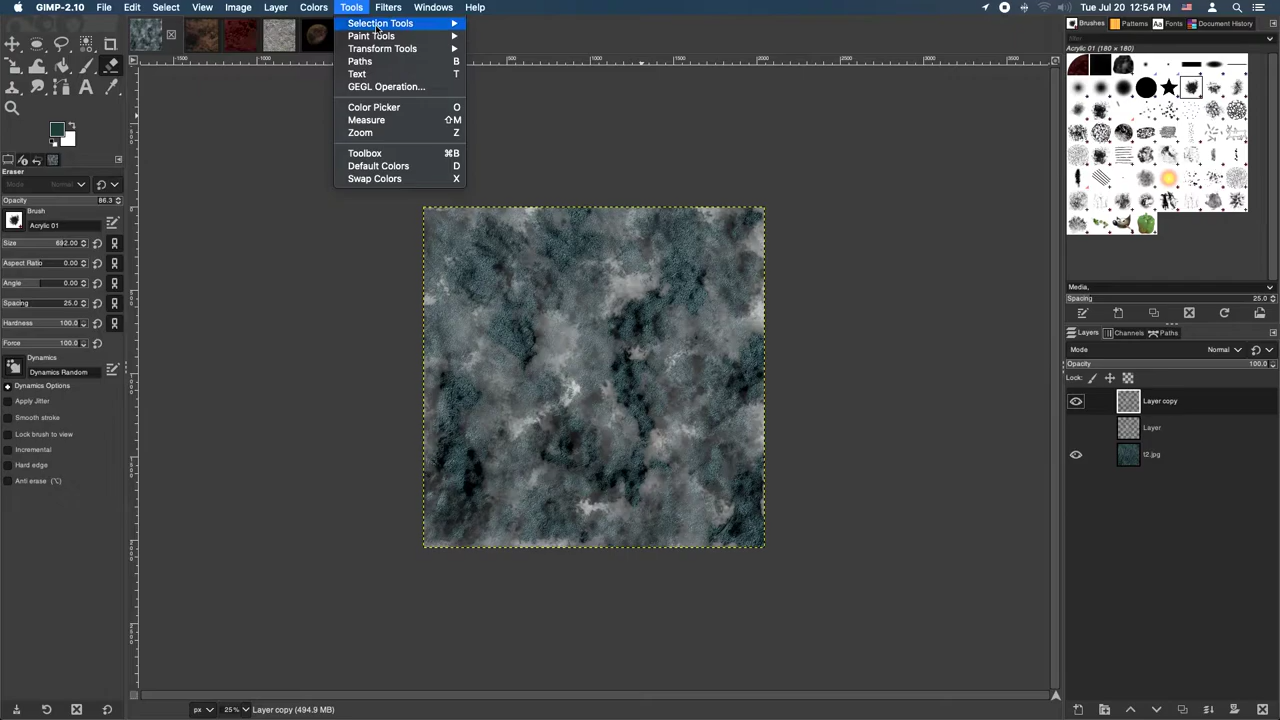 GIMP-2.10 File Edit Select View Image Layer Colors Tools Filters Windows Help
Tue Jul 20 12:54 PM
Selection Tools
Paint Tools
Transform Tools
Paths B
Text T
GEGL Operation...
Color Picker O
Measure ⇧M
Zoom Z
Toolbox ⌘B
Default Colors D
Swap Colors X
Eraser
Mode Normal
Opacity 86.3
Brush
Acrylic 01
Size 692.00
Aspect Ratio 0.00
Angle 0.00
Spacing 25.0
Hardness 100.0
Force 100.0
Dynamics
Dynamics Random
Dynamics Options
Apply Jitter
Smooth stroke
Lock brush to view
Incremental
Hard edge
Anti erase (⌥)
px 25% Layer copy (494.9 MB)
Brushes Patterns Fonts Document History
filter
Acrylic 01 (180 × 180)
Media,
Spacing 25.0
Layers Channels Paths
Mode Normal
Opacity 100.0
Lock:
Layer copy
Layer
t2.jpg